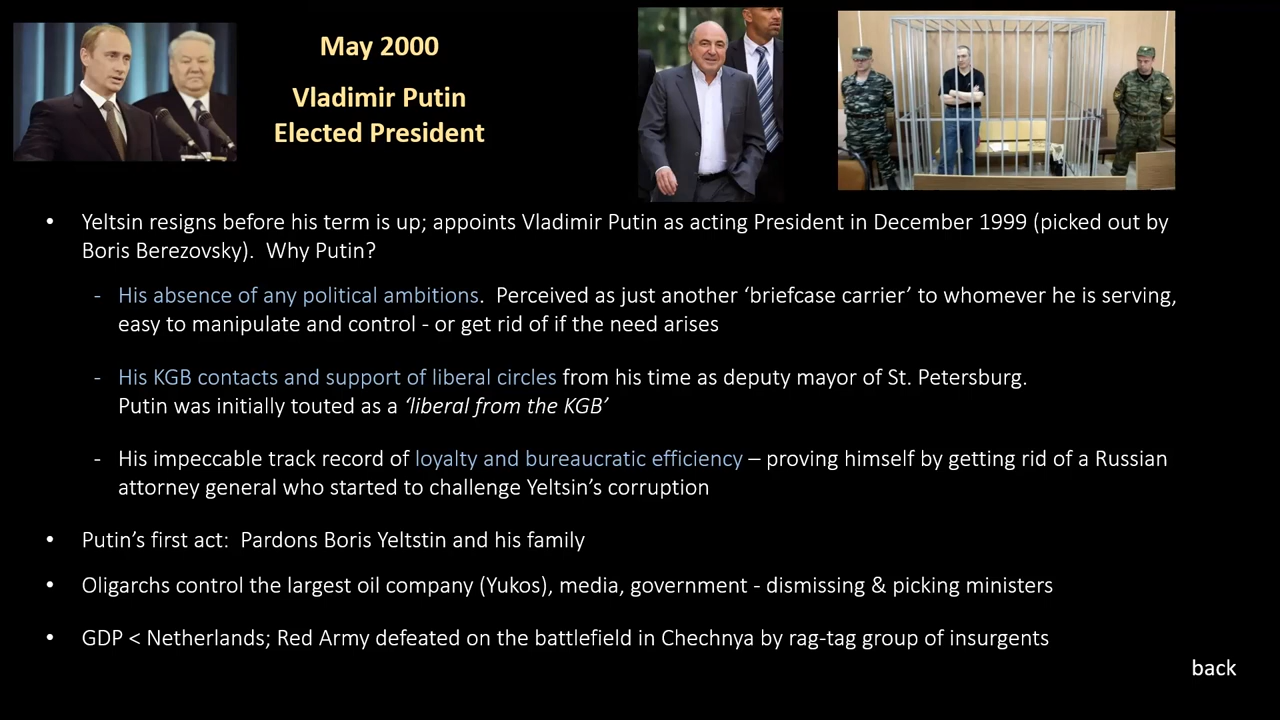 May 2000
Vladimir Putin
Elected President
• Yeltsin resigns before his term is up; appoints Vladimir Putin as acting President in December 1999 (picked out by
Boris Berezovsky).  Why Putin?
- His absence of any political ambitions.  Perceived as just another ‘briefcase carrier’ to whomever he is serving,
easy to manipulate and control - or get rid of if the need arises
- His KGB contacts and support of liberal circles from his time as deputy mayor of St. Petersburg.
Putin was initially touted as a ‘liberal from the KGB’
- His impeccable track record of loyalty and bureaucratic efficiency – proving himself by getting rid of a Russian
attorney general who started to challenge Yeltsin’s corruption
• Putin’s first act:  Pardons Boris Yeltstin and his family
• Oligarchs control the largest oil company (Yukos), media, government - dismissing & picking ministers
• GDP < Netherlands; Red Army defeated on the battlefield in Chechnya by rag-tag group of insurgents
back